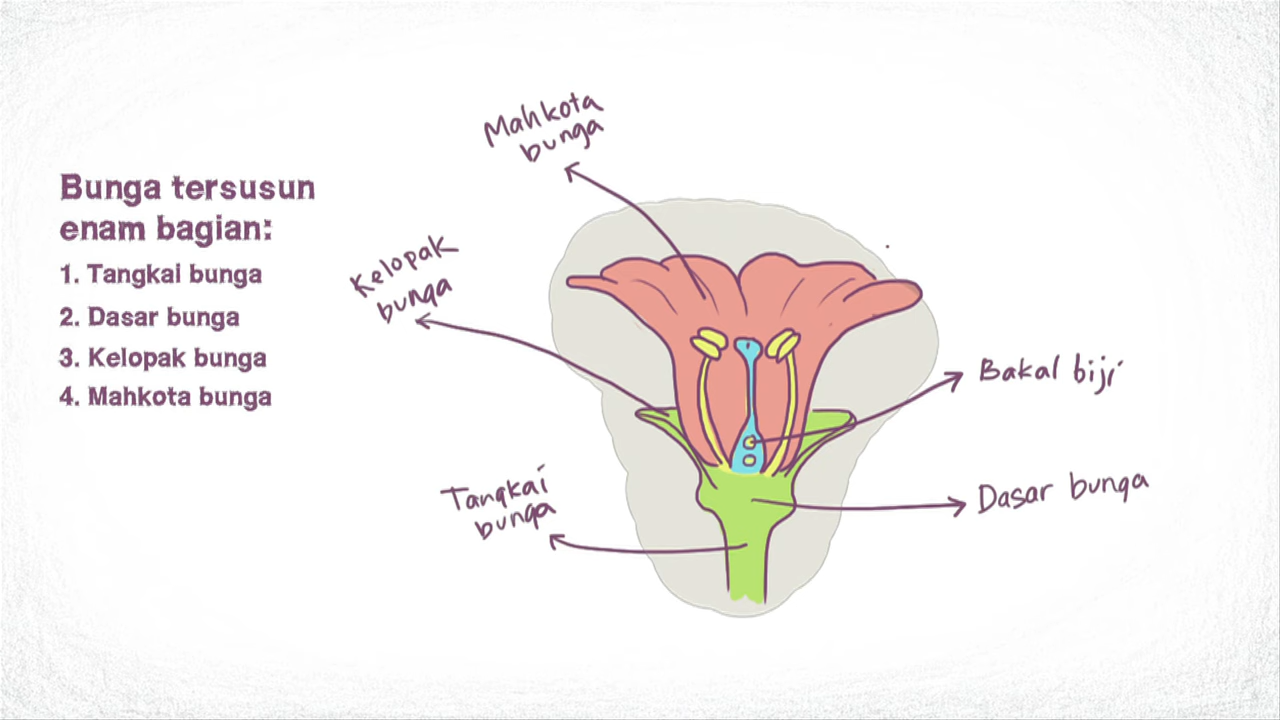 Bunga tersusun
enam bagian:
1. Tangkai bunga
2. Dasar bunga
3. Kelopak bunga
4. Mahkota bunga
Mahkota
bunga
Kelopak
bunga
Bakal biji
Tangkai
bunga
Dasar bunga